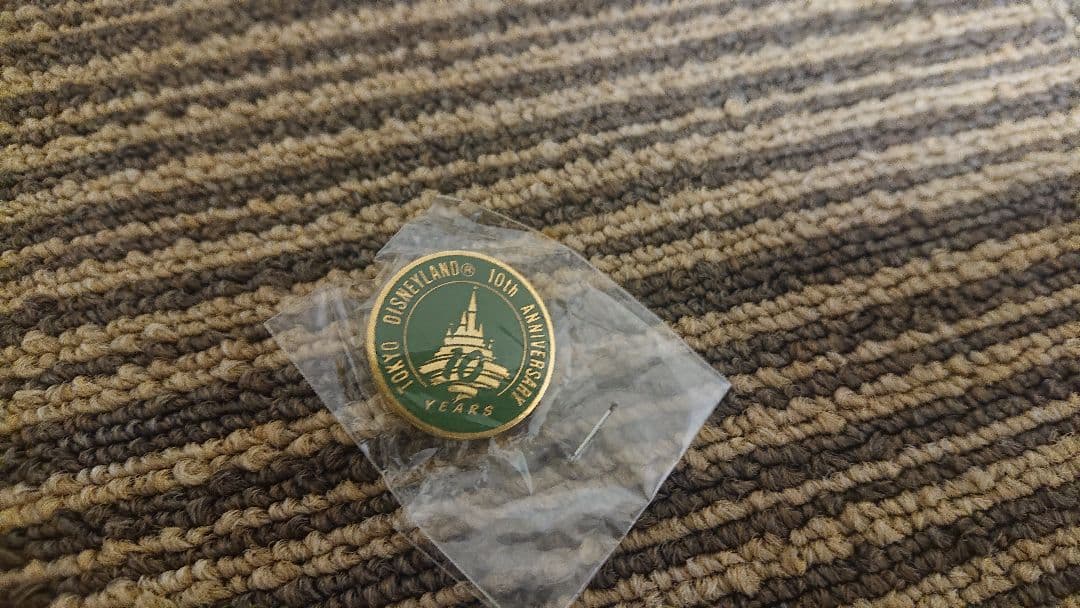 TOKYO DISNEYLAND® 10th ANNIVERSARY
10
YEARS